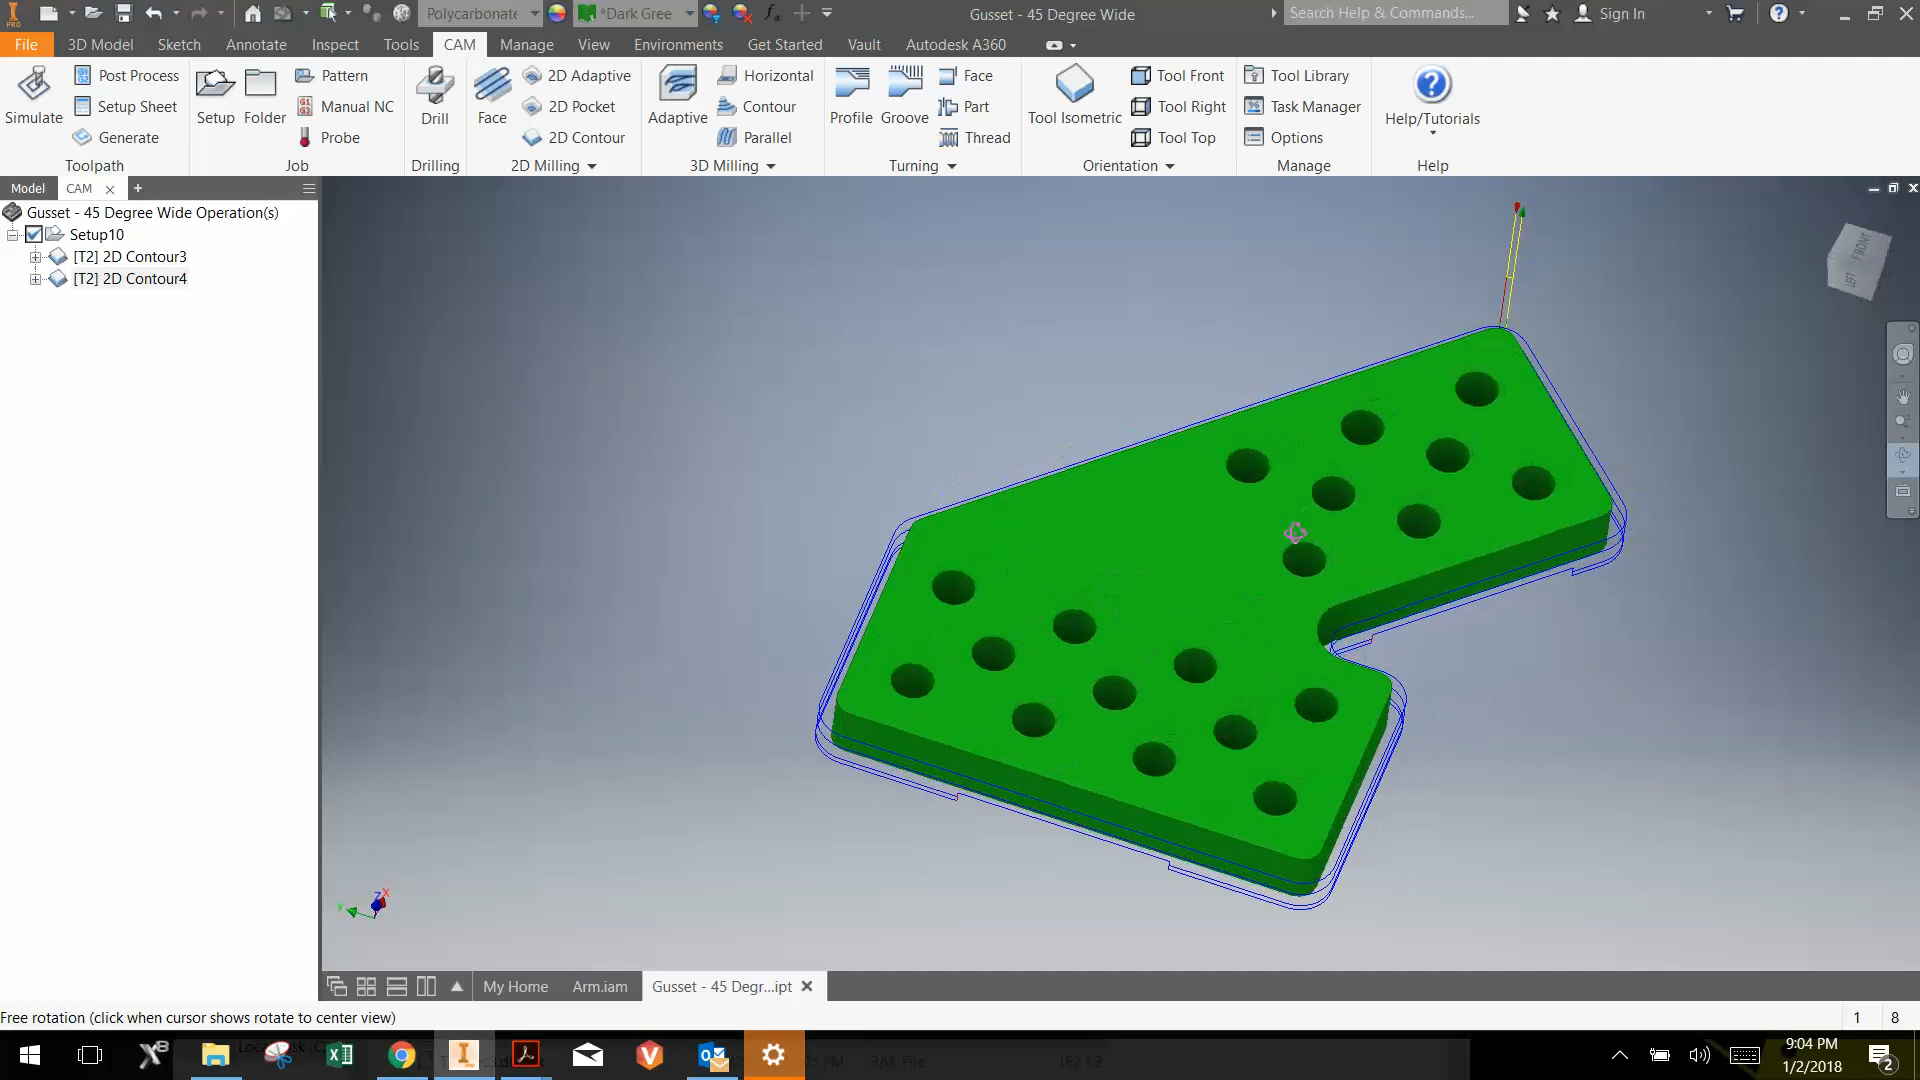 PRO Polycarbonate *Dark Gree Gusset - 45 Degree Wide Search Help & Commands... Sign In
File 3D Model Sketch Annotate Inspect Tools CAM Manage View Environments Get Started Vault Autodesk A360
Post Process Pattern 2D Adaptive Horizontal Face Tool Front Tool Library
Setup Sheet Manual NC 2D Pocket Contour Part Tool Right Task Manager
Simulate Setup Folder Drill Face Adaptive Profile Groove Tool Isometric Help/Tutorials
Generate Probe 2D Contour Parallel Thread Tool Top Options
Toolpath Job Drilling 2D Milling 3D Milling Turning Orientation Manage Help
Model CAM
Gusset - 45 Degree Wide Operation(s)
Setup10
[T2] 2D Contour3
[T2] 2D Contour4
FRONT
LEFT
Z X
Y
My Home Arm.iam Gusset - 45 Degr...ipt
Free rotation (click when cursor shows rotate to center view) 1 8
9:04 PM
1/2/2018
2